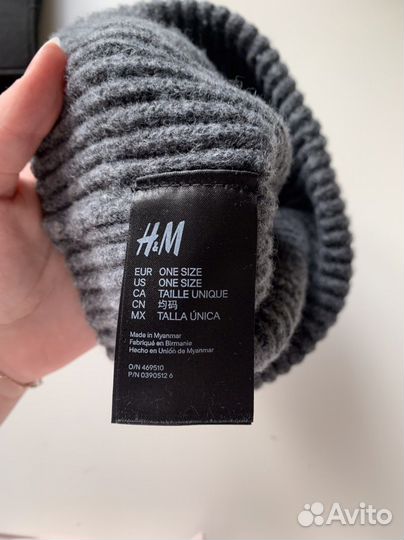 H&M
EUR ONE SIZE
US ONE SIZE
CA TAILLE UNIQUE
CN 均码
MX TALLA ÚNICA
Made in Myanmar
Fabriqué en Birmanie
Hecho en Unión de Myanmar
O/N 469510
P/N 0390512 6
Avito